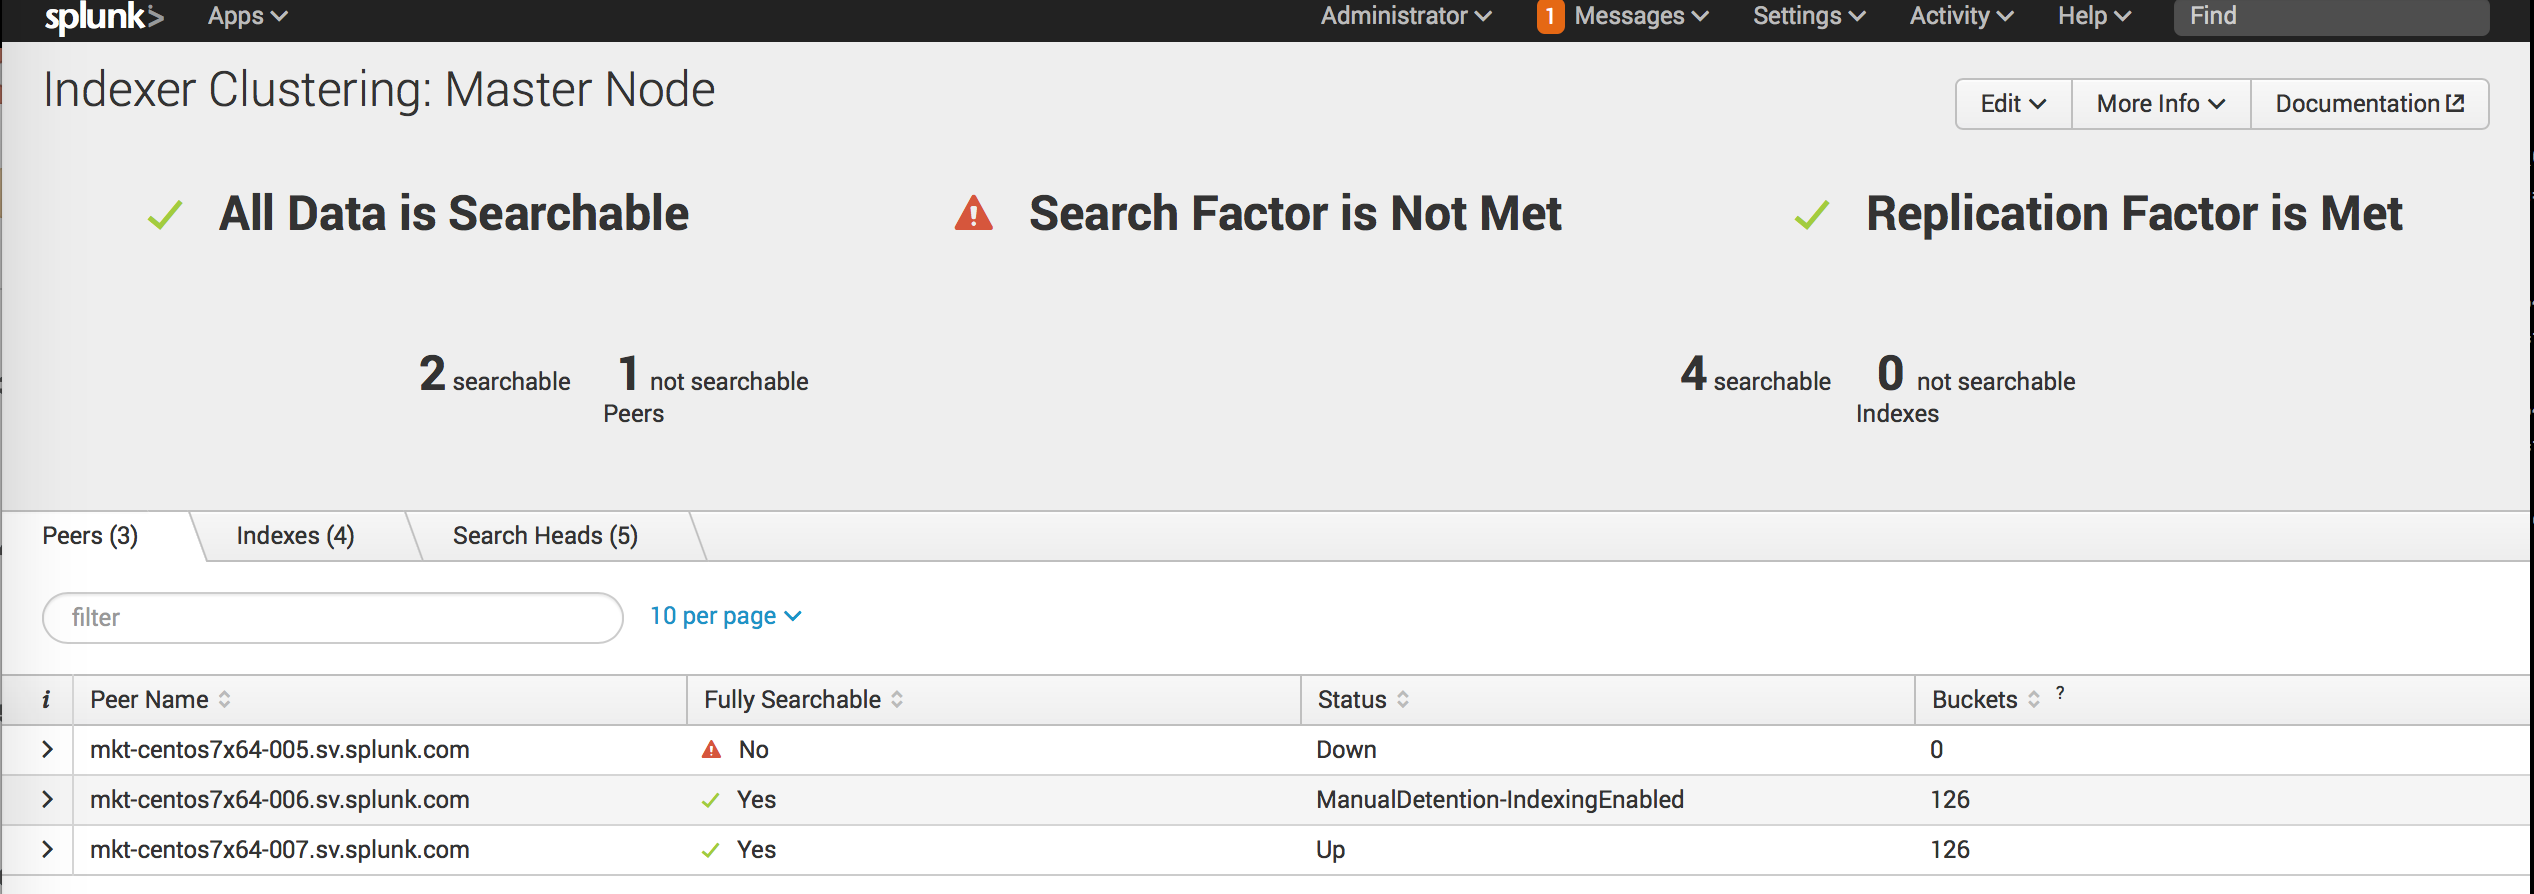 splunk> Apps Administrator 1 Messages Settings Activity Help Find
Indexer Clustering: Master Node
Edit More Info Documentation
All Data is Searchable Search Factor is Not Met Replication Factor is Met
2 searchable 1 not searchable 4 searchable 0 not searchable
Peers Indexes
Peers (3) Indexes (4) Search Heads (5)
filter 10 per page
i Peer Name Fully Searchable Status Buckets ?
mkt-centos7x64-005.sv.splunk.com No Down 0
mkt-centos7x64-006.sv.splunk.com Yes ManualDetention-IndexingEnabled 126
mkt-centos7x64-007.sv.splunk.com Yes Up 126